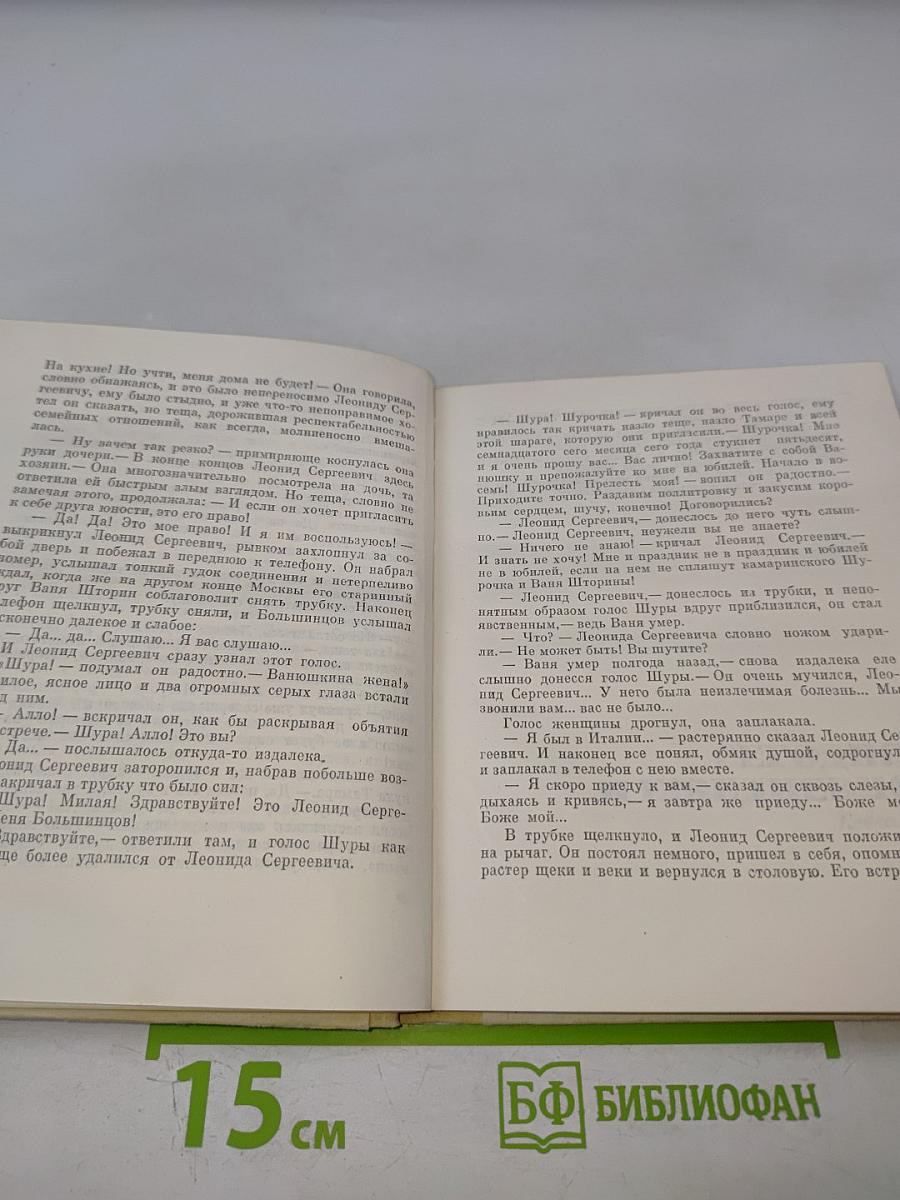 На кухне! Но учти, меня дома не будет! — Она говорила,
словно обнажаясь, и это было непереносимо Леониду Сер-
геевичу, ему было стыдно, и уже что-то непоправимое хо-
тел он сказать, но теща, дорожившая респектабельностью
семейных отношений, как всегда, молниеносно вмеша-
лась.
— Ну зачем так резко? — примиряюще коснулась она
руки дочери.— В конце концов Леонид Сергеевич здесь
хозяин.— Она многозначительно посмотрела на дочь, та
ответила ей быстрым злым взглядом. Но теща, словно не
замечая этого, продолжала: — И если он хочет пригласить
к себе друга юности, это его право!
— Да! Да! Это мое право! И я им воспользуюсь! —
выкрикнул Леонид Сергеевич, рывком захлопнул за со-
бой дверь и побежал в переднюю к телефону. Он набрал
номер, услышал тонкий гудок соединения и нетерпеливо
ждал, когда же на другом конце Москвы его старинный
друг Ваня Шторин соблаговолит снять трубку. Наконец
елефон щелкнул, трубку сняли, и Большинцов услышал
сконечно далекое и слабое:
— Да... да... Слушаю... Я вас слушаю...
И Леонид Сергеевич сразу узнал этот голос.
«Шура! — подумал он радостно.— Ванюшкина жена!»
илое, ясное лицо и два огромных серых глаза встали
д ним.
— Алло! — вскричал он, как бы раскрывая объятия
стрече.— Шура! Алло! Это вы?
Да... — послышалось откуда-то издалека.
онид Сергеевич заторопился и, набрав побольше воз-
акричал в трубку что было сил:
Шура! Милая! Здравствуйте! Это Леонид Серге-
Женя Большинцов!
Здравствуйте,— ответили там, и голос Шуры как
ще более удалился от Леонида Сергеевича.
— Шура! Шурочка! — кричал он во весь голос, ему
нравилось так кричать назло теще, назло Тамаре и всей
этой шараге, которую они пригласили.— Шурочка! Мне
семнадцатого сего месяца сего года стукнет пятьдесят,
и я очень прошу вас... Вас лично! Захватите с собой Ва-
нюшку и препожалуйте ко мне на юбилей. Начало в во-
семь! Шурочка! Прелесть моя! — вопил он радостно.—
Приходите точно. Раздавим поллитровку и закусим коро-
вьим сердцем, шучу, конечно! Договорились?
— Леонид Сергеевич,— донеслось до него чуть слыш-
но.— Леонид Сергеевич, неужели вы не знаете?
— Ничего не знаю! — кричал Леонид Сергеевич.—
И знать не хочу! Мне и праздник не в праздник и юбилей
не в юбилей, если на нем не спляшут камаринского Шу-
рочка и Ваня Шторины!
— Леонид Сергеевич,— донеслось из трубки, и непо-
нятным образом голос Шуры вдруг приблизился, он стал
явственным,— ведь Ваня умер.
— Что? — Леонида Сергеевича словно ножом удари-
ли.— Не может быть! Вы шутите?
— Ваня умер полгода назад,— снова издалека еле
слышно донесся голос Шуры.— Он очень мучился, Лео-
нид Сергеевич... У него была неизлечимая болезнь... Мы
звонили вам... вас не было...
Голос женщины дрогнул, она заплакала.
— Я был в Италии... — растерянно сказал Леонид Се
геевич. И наконец все понял, обмяк душой, содрогнул
и заплакал в телефон с нею вместе.
— Я скоро приеду к вам,— сказал он сквозь слезы,
дыхаясь и кривясь,— я завтра же приеду... Боже мо
Боже мой...
В трубке щелкнуло, и Леонид Сергеевич положи
на рычаг. Он постоял немного, пришел в себя, опомн
растер щеки и веки и вернулся в столовую. Его встр
15 см
БФ БИБЛИОФАН